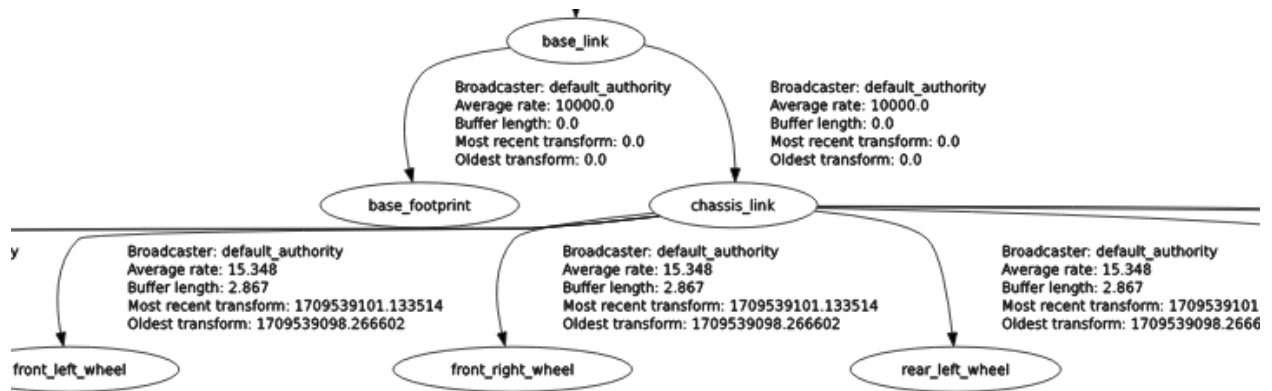 base_link
Broadcaster: default_authority
Average rate: 10000.0
Buffer length: 0.0
Most recent transform: 0.0
Oldest transform: 0.0
Broadcaster: default_authority
Average rate: 10000.0
Buffer length: 0.0
Most recent transform: 0.0
Oldest transform: 0.0
base_footprint
chassis_link
y
Broadcaster: default_authority
Average rate: 15.348
Buffer length: 2.867
Most recent transform: 1709539101.133514
Oldest transform: 1709539098.266602
Broadcaster: default_authority
Average rate: 15.348
Buffer length: 2.867
Most recent transform: 1709539101.133514
Oldest transform: 1709539098.266602
Broadcaster: default_authority
Average rate: 15.348
Buffer length: 2.867
Most recent transform: 1709539101
Oldest transform: 1709539098.2666
front_left_wheel
front_right_wheel
rear_left_wheel